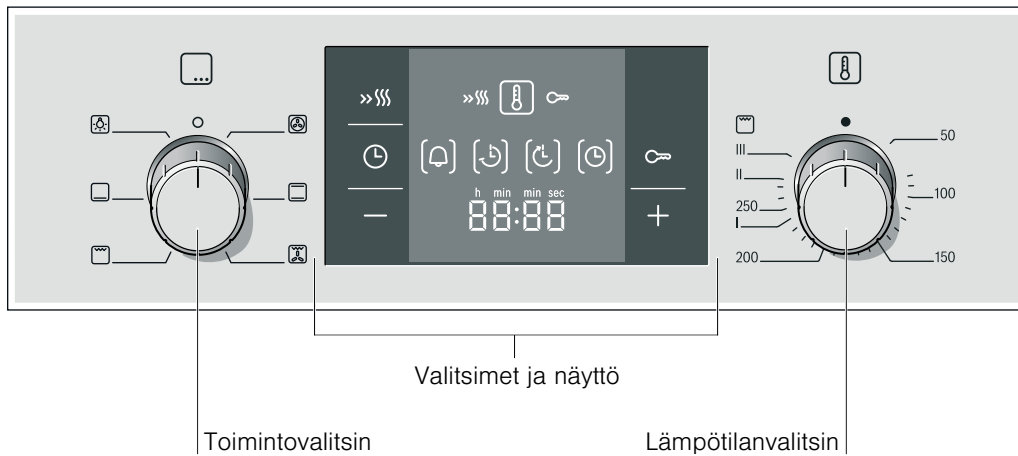 h min min sec
88:88
50
100
150
200
I
250
II
III
Valitsimet ja näyttö
Toimintovalitsin
Lämpötilanvalitsin